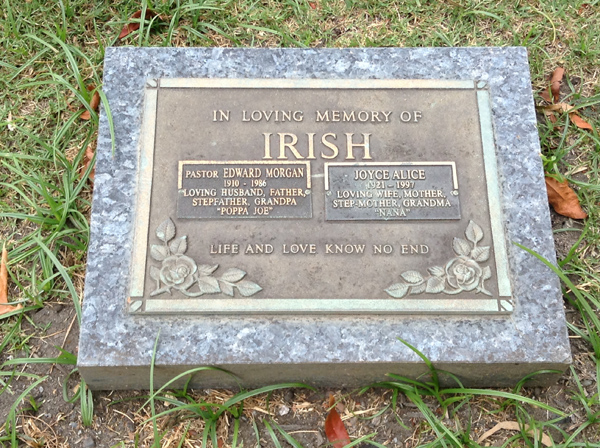 IN LOVING MEMORY OF
IRISH
PASTOR EDWARD MORGAN
1910 - 1986
LOVING HUSBAND, FATHER,
STEPFATHER, GRANDPA
"POPPA JOE"
JOYCE ALICE
1921 - 1997
LOVING WIFE, MOTHER,
STEP-MOTHER, GRANDMA
"NANA"
LIFE AND LOVE KNOW NO END